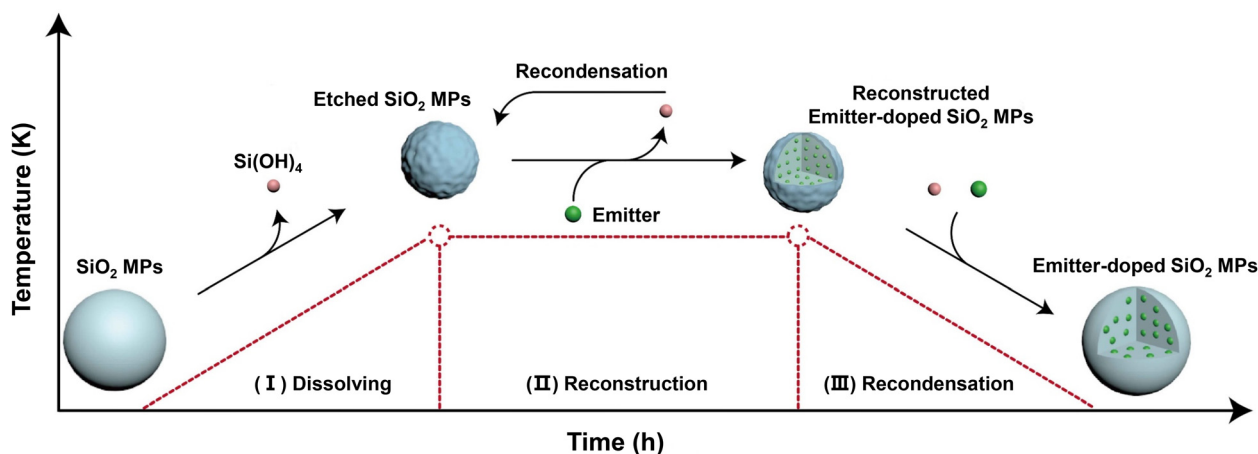 Temperature (K)
SiO₂ MPs
Si(OH)₄
Etched SiO₂ MPs
Recondensation
Emitter
Reconstructed
Emitter-doped SiO₂ MPs
Emitter-doped SiO₂ MPs
(Ⅰ) Dissolving
(Ⅱ) Reconstruction
(Ⅲ) Recondensation
Time (h)